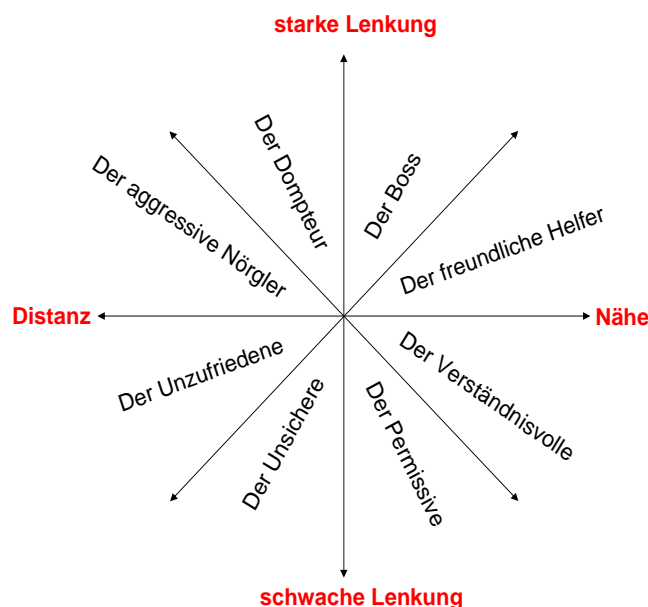 starke Lenkung
Der Dompteur
Der Boss
Der aggressive Nörgler
Der freundliche Helfer
Distanz
Nähe
Der Unzufriedene
Der Verständnisvolle
Der Unsichere
Der Permissive
schwache Lenkung